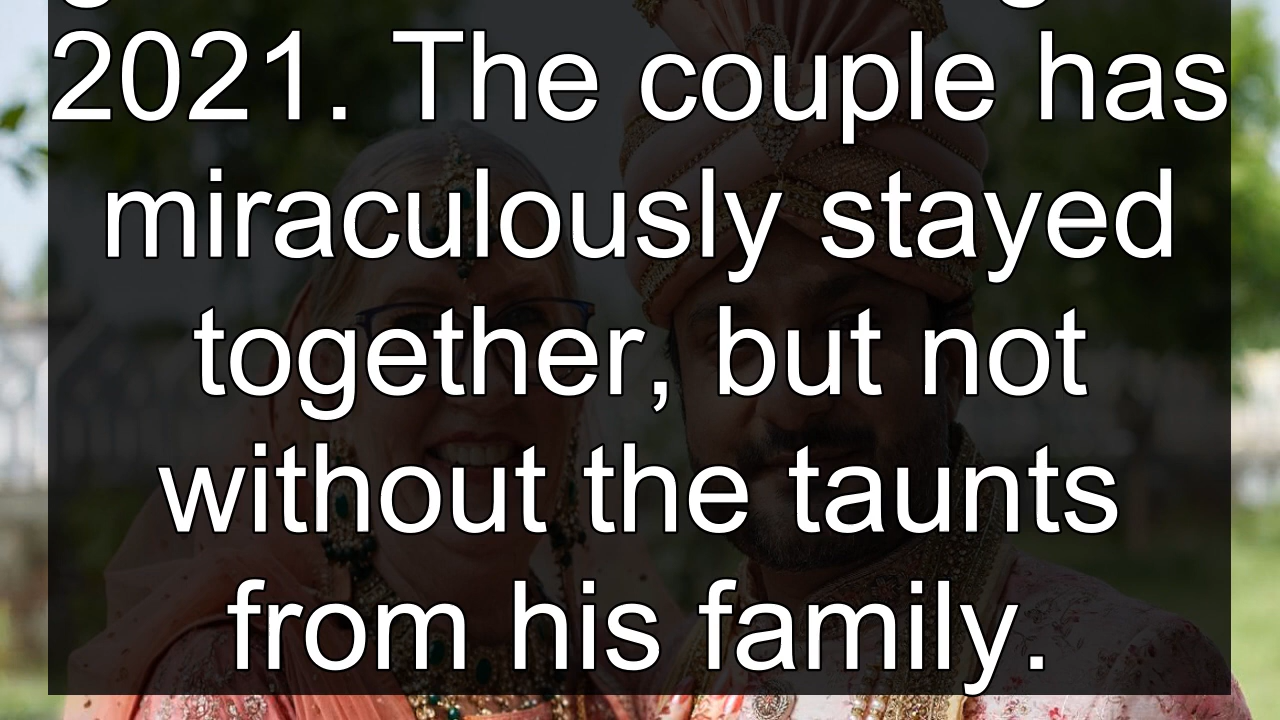 2021. The couple has
miraculously stayed
together, but not
without the taunts
from his family.